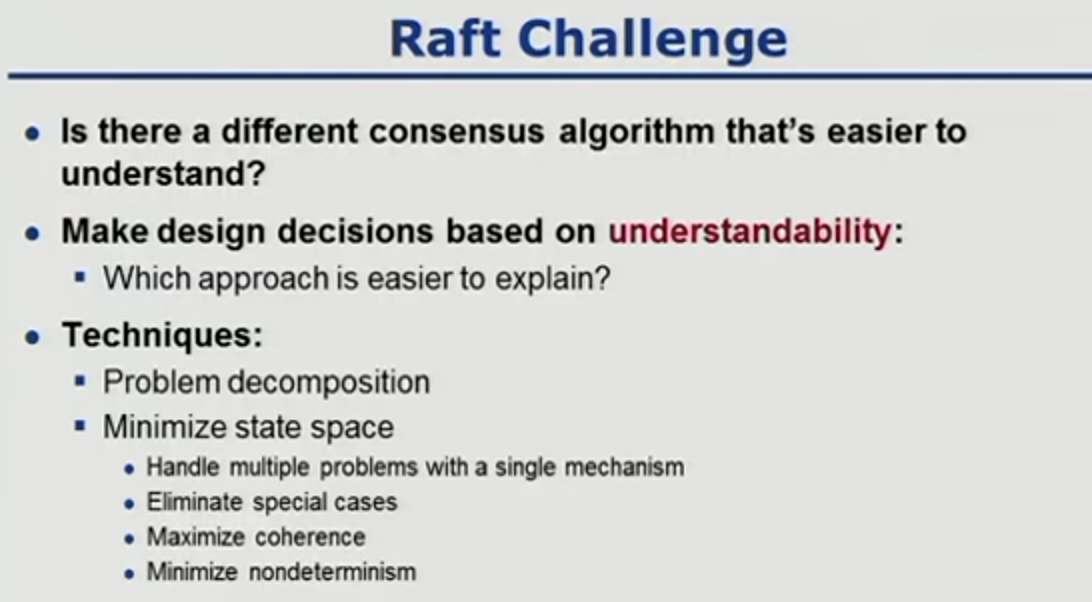 Raft Challenge
Is there a different consensus algorithm that's easier to
understand?
Make design decisions based on understandability:
Which approach is easier to explain?
Techniques:
Problem decomposition
Minimize state space
Handle multiple problems with a single mechanism
Eliminate special cases
Maximize coherence
Minimize nondeterminism